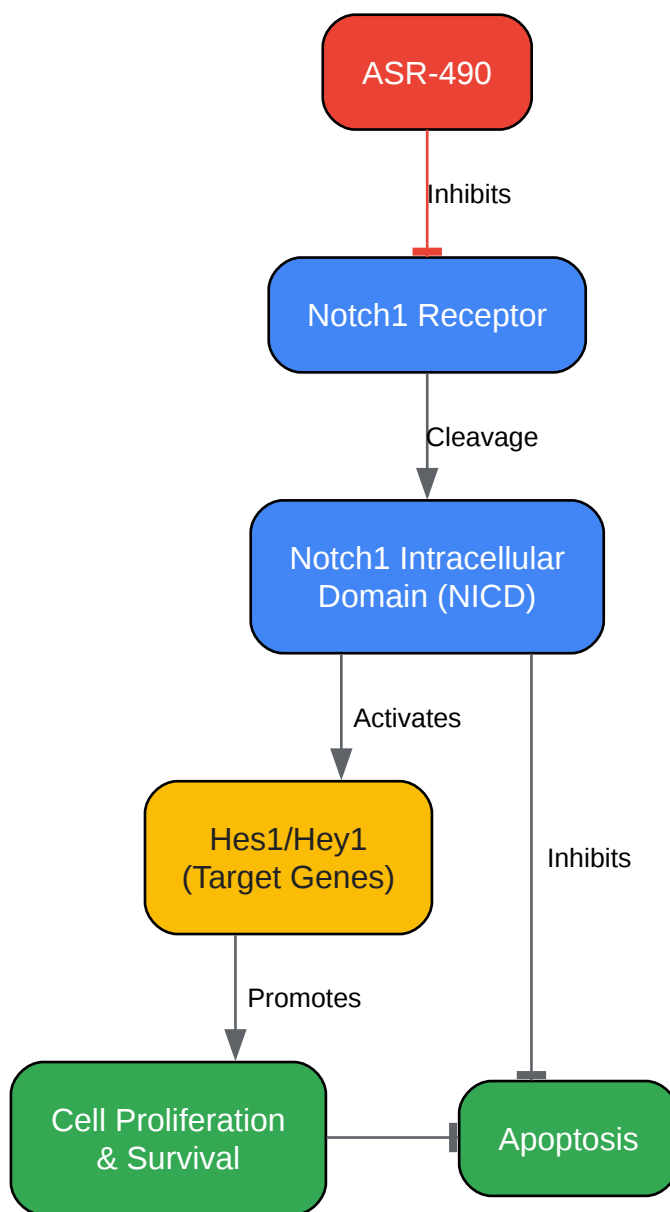 ASR-490
Inhibits
Notch1 Receptor
Cleavage
Notch1 Intracellular
Domain (NICD)
Activates
Hes1/Hey1
(Target Genes)
Inhibits
Promotes
Cell Proliferation
& Survival
Apoptosis